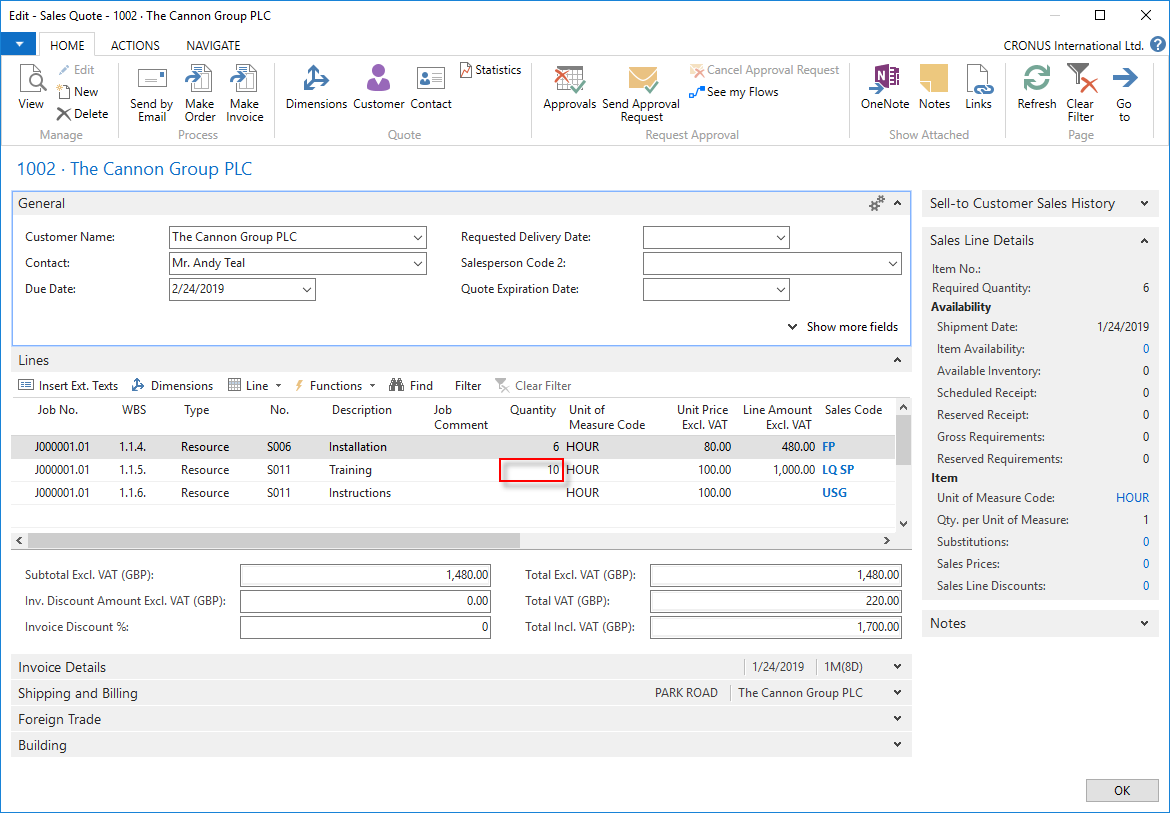 Edit - Sales Quote - 1002 · The Cannon Group PLC
HOME ACTIONS NAVIGATE CRONUS International Ltd. ?
View Edit New Delete
Manage
Send by Email Make Order Make Invoice
Process
Dimensions Customer Contact Statistics
Quote
Approvals Send Approval Request Cancel Approval Request See my Flows
Request Approval
OneNote Notes Links
Show Attached
Refresh Clear Filter Go to
Page
1002 · The Cannon Group PLC
General
Customer Name: The Cannon Group PLC
Contact: Mr. Andy Teal
Due Date: 2/24/2019
Requested Delivery Date:
Salesperson Code 2:
Quote Expiration Date:
Show more fields
Lines
Insert Ext. Texts Dimensions Line Functions Find Filter Clear Filter
Job No. WBS Type No. Description Job Comment Quantity Unit of Measure Code Unit Price Excl. VAT Line Amount Excl. VAT Sales Code
J000001.01 1.1.4. Resource S006 Installation 6 HOUR 80.00 480.00 FP
J000001.01 1.1.5. Resource S011 Training 10 HOUR 100.00 1,000.00 LQ SP
J000001.01 1.1.6. Resource S011 Instructions HOUR 100.00 USG
Subtotal Excl. VAT (GBP): 1,480.00
Inv. Discount Amount Excl. VAT (GBP): 0.00
Invoice Discount %: 0
Total Excl. VAT (GBP): 1,480.00
Total VAT (GBP): 220.00
Total Incl. VAT (GBP): 1,700.00
Invoice Details 1/24/2019 1M(8D)
Shipping and Billing PARK ROAD The Cannon Group PLC
Foreign Trade
Building
Sell-to Customer Sales History
Sales Line Details
Item No.:
Required Quantity: 6
Availability
Shipment Date: 1/24/2019
Item Availability: 0
Available Inventory: 0
Scheduled Receipt: 0
Reserved Receipt: 0
Gross Requirements: 0
Reserved Requirements: 0
Item
Unit of Measure Code: HOUR
Qty. per Unit of Measure: 1
Substitutions: 0
Sales Prices: 0
Sales Line Discounts: 0
Notes
OK